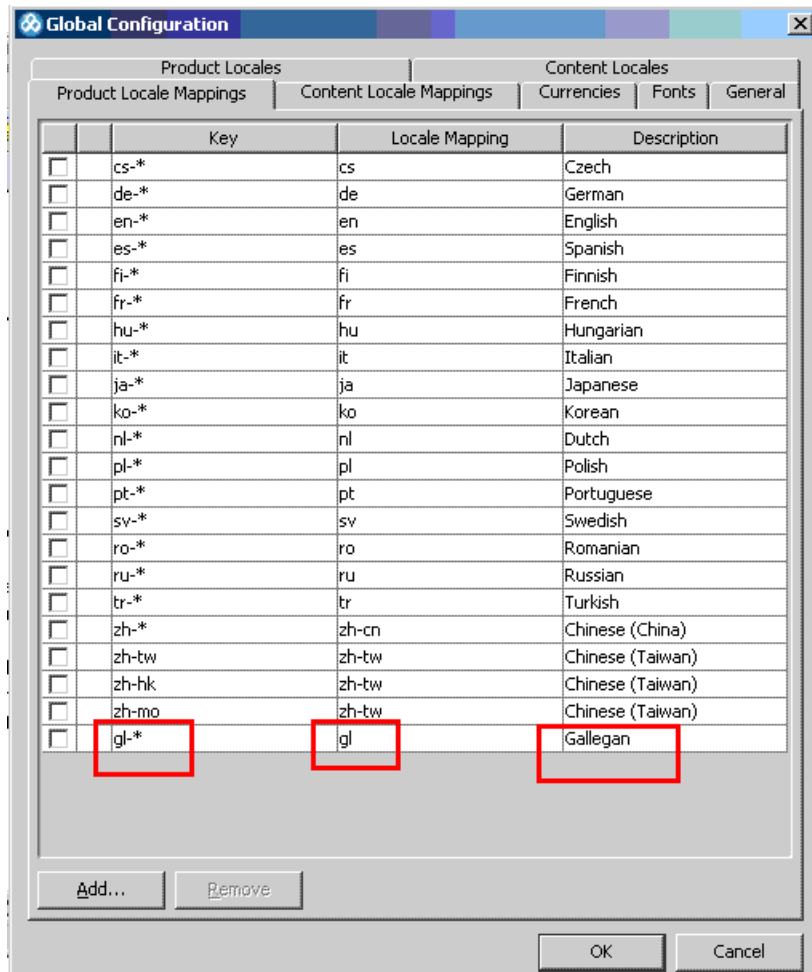 Global Configuration
Product Locales Content Locales
Product Locale Mappings Content Locale Mappings Currencies Fonts General
Key Locale Mapping Description
cs-* cs Czech
de-* de German
en-* en English
es-* es Spanish
fi-* fi Finnish
fr-* fr French
hu-* hu Hungarian
it-* it Italian
ja-* ja Japanese
ko-* ko Korean
nl-* nl Dutch
pl-* pl Polish
pt-* pt Portuguese
sv-* sv Swedish
ro-* ro Romanian
ru-* ru Russian
tr-* tr Turkish
zh-* zh-cn Chinese (China)
zh-tw zh-tw Chinese (Taiwan)
zh-hk zh-tw Chinese (Taiwan)
zh-mo zh-tw Chinese (Taiwan)
gl-* gl Gallegan
Add... Remove
OK Cancel